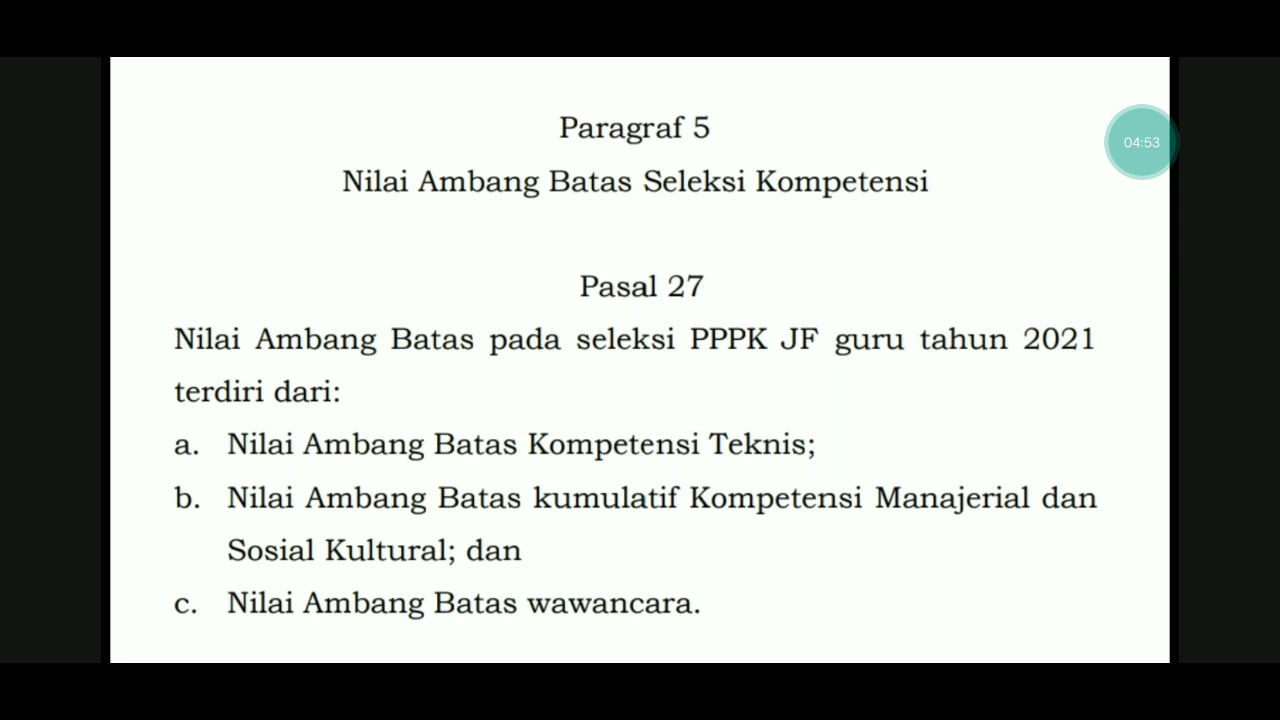 Paragraf 5
Nilai Ambang Batas Seleksi Kompetensi
04:53
Pasal 27
Nilai Ambang Batas pada seleksi PPPK JF guru tahun 2021
terdiri dari:
a. Nilai Ambang Batas Kompetensi Teknis;
b. Nilai Ambang Batas kumulatif Kompetensi Manajerial dan
Sosial Kultural; dan
c. Nilai Ambang Batas wawancara.